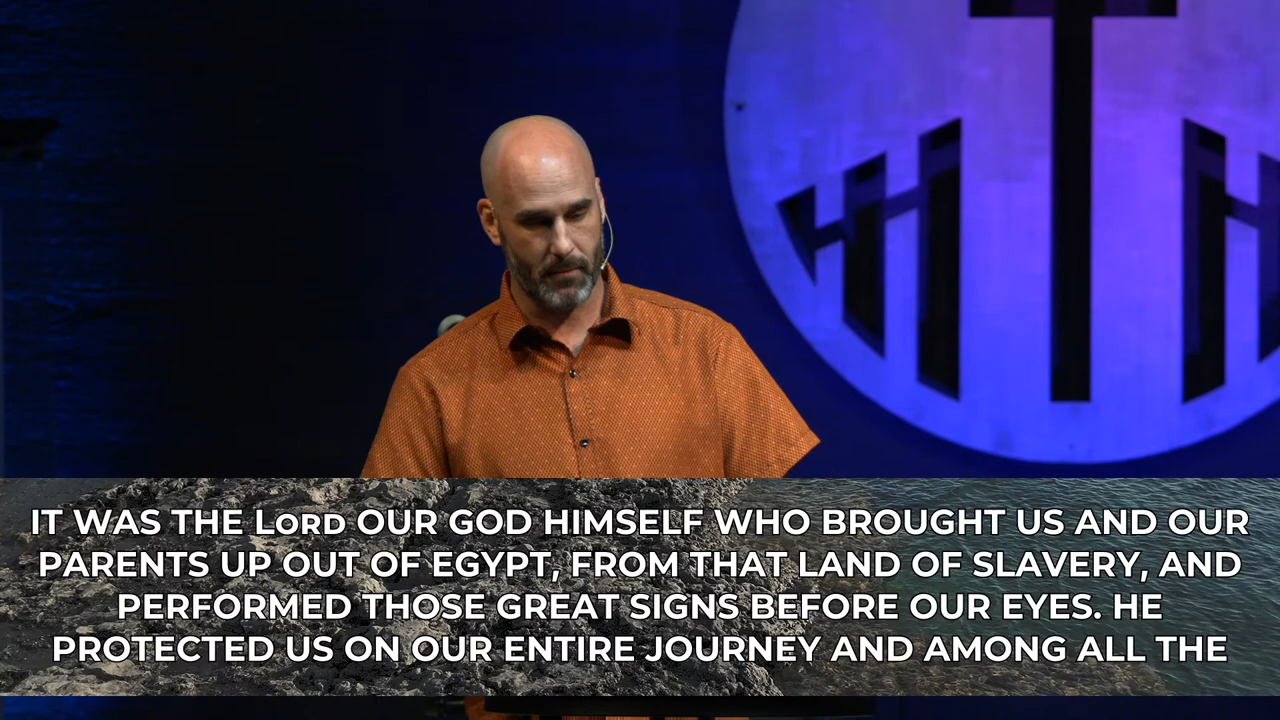 IT WAS THE Lord OUR GOD HIMSELF WHO BROUGHT US AND OUR
PARENTS UP OUT OF EGYPT, FROM THAT LAND OF SLAVERY, AND
PERFORMED THOSE GREAT SIGNS BEFORE OUR EYES. HE
PROTECTED US ON OUR ENTIRE JOURNEY AND AMONG ALL THE